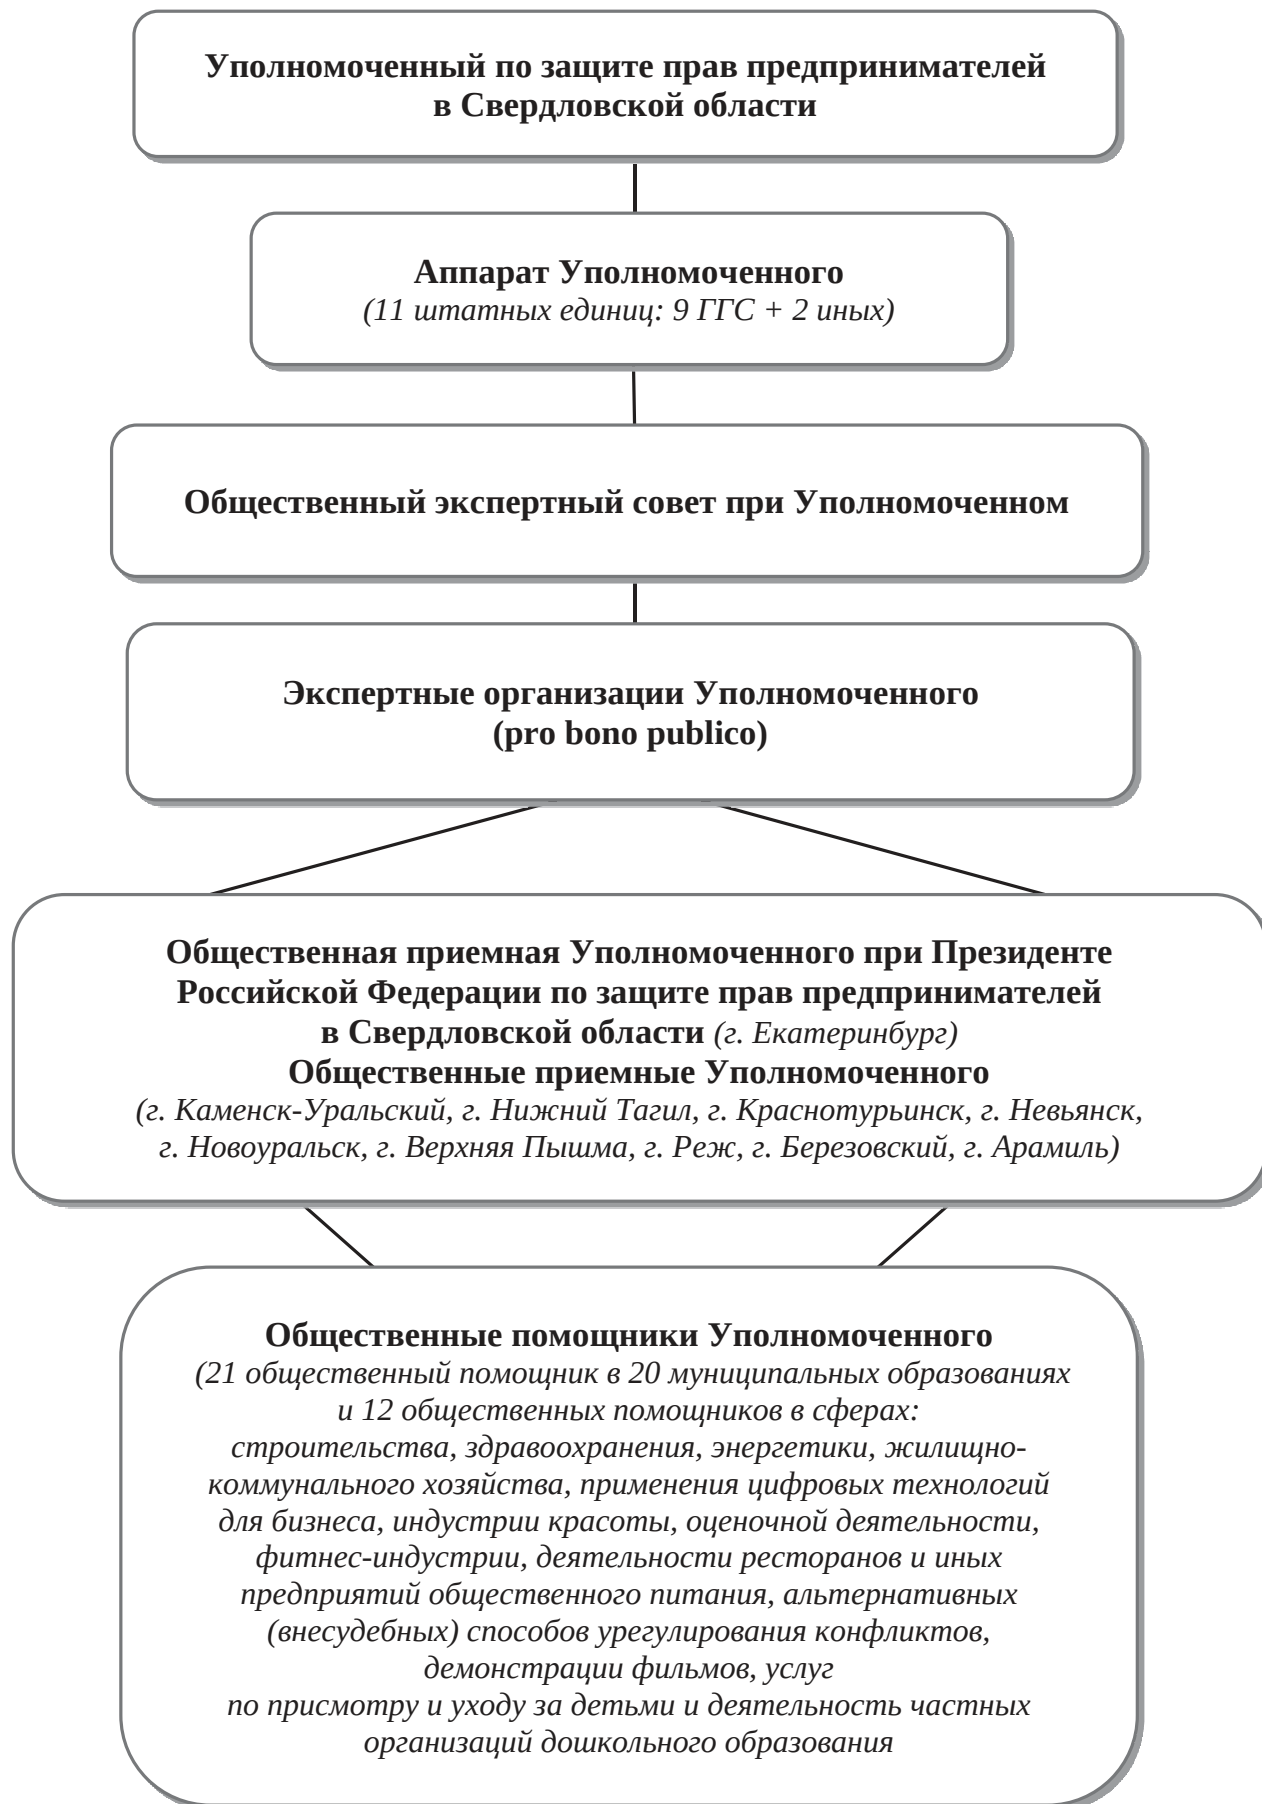 Уполномоченный по защите прав предпринимателей
в Свердловской области
Аппарат Уполномоченного
(11 штатных единиц: 9 ГГС + 2 иных)
Общественный экспертный совет при Уполномоченном
Экспертные организации Уполномоченного
(pro bono publico)
Общественная приемная Уполномоченного при Президенте
Российской Федерации по защите прав предпринимателей
в Свердловской области (г. Екатеринбург)
Общественные приемные Уполномоченного
(г. Каменск-Уральский, г. Нижний Тагил, г. Краснотурьинск, г. Невьянск,
г. Новоуральск, г. Верхняя Пышма, г. Реж, г. Березовский, г. Арамиль)
Общественные помощники Уполномоченного
(21 общественный помощник в 20 муниципальных образованиях
и 12 общественных помощников в сферах:
строительства, здравоохранения, энергетики, жилищно-
коммунального хозяйства, применения цифровых технологий
для бизнеса, индустрии красоты, оценочной деятельности,
фитнес-индустрии, деятельности ресторанов и иных
предприятий общественного питания, альтернативных
(внесудебных) способов урегулирования конфликтов,
демонстрации фильмов, услуг
по присмотру и уходу за детьми и деятельность частных
организаций дошкольного образования